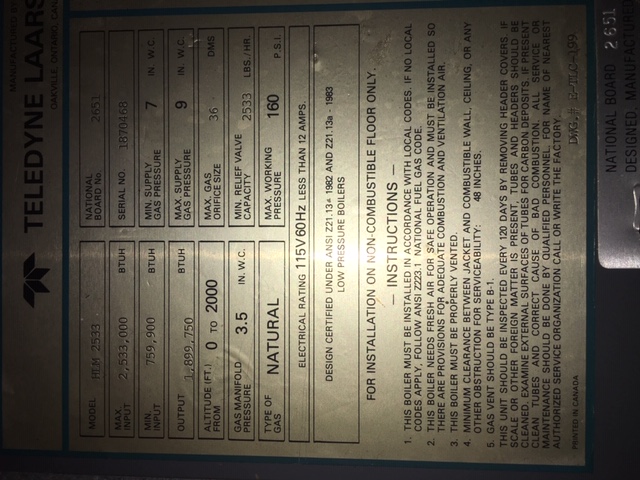 MANUFACTURED BY
TELEDYNE LAARS
OAKVILLE, ONTARIO, CAN
MODEL HLM 2533
NATIONAL BOARD No. 2651
MAX. INPUT 2,533,000 BTUH
SERIAL NO. 1870468
MIN. INPUT 759,900 BTUH
MIN. SUPPLY GAS PRESSURE 7 IN. W.C.
OUTPUT 1,899,750 BTUH
MAX. SUPPLY GAS PRESSURE 9 IN. W.C.
ALTITUDE (FT.) FROM 0 TO 2000
MAX. GAS ORIFICE SIZE 36 DMS
GAS MANIFOLD PRESSURE 3.5 IN. W.C.
MIN. RELIEF VALVE CAPACITY 2533 LBS./HR.
TYPE OF GAS NATURAL
MAX. WORKING PRESSURE 160 P.S.I.
ELECTRICAL RATING 115V 60Hz LESS THAN 12 AMPS.
DESIGN CERTIFIED UNDER ANSI Z21.13 - 1982 AND Z21.13a - 1983
LOW PRESSURE BOILERS
FOR INSTALLATION ON NON-COMBUSTIBLE FLOOR ONLY.
— INSTRUCTIONS —
1. THIS BOILER MUST BE INSTALLED IN ACCORDANCE WITH LOCAL CODES. IF NO LOCAL
CODES APPLY, FOLLOW ANSI Z223.1 NATIONAL FUEL GAS CODE.
2. THIS BOILER NEEDS FRESH AIR FOR SAFE OPERATION AND MUST BE INSTALLED SO
THERE ARE PROVISIONS FOR ADEQUATE COMBUSTION AND VENTILATION AIR.
3. THIS BOILER MUST BE PROPERLY VENTED.
4. MINIMUM CLEARANCE BETWEEN JACKET AND COMBUSTIBLE WALL, CEILING, OR ANY
OTHER OBSTRUCTION FOR SERVICEABILITY: 48 INCHES.
5. GAS VENT SHOULD BE TYPE B-1.
THIS UNIT SHOULD BE INSPECTED EVERY 120 DAYS BY REMOVING HEADER COVERS. IF
SCALE OR OTHER FOREIGN MATTER IS PRESENT, TUBES AND HEADERS SHOULD BE
CLEANED. EXAMINE EXTERNAL SURFACES OF TUBES FOR CARBON DEPOSITS. IF PRESENT
CLEAN TUBES AND CORRECT CAUSE OF BAD COMBUSTION. ALL SERVICE OR
MAINTENANCE SHOULD BE DONE BY QUALIFIED PERSONNEL. FOR NAME OF NEAREST
AUTHORIZED SERVICE ORGANIZATION CALL OR WRITE THE FACTORY.
PRINTED IN CANADA
NATIONAL BOARD 2651
DESIGNED MANUFACTURED